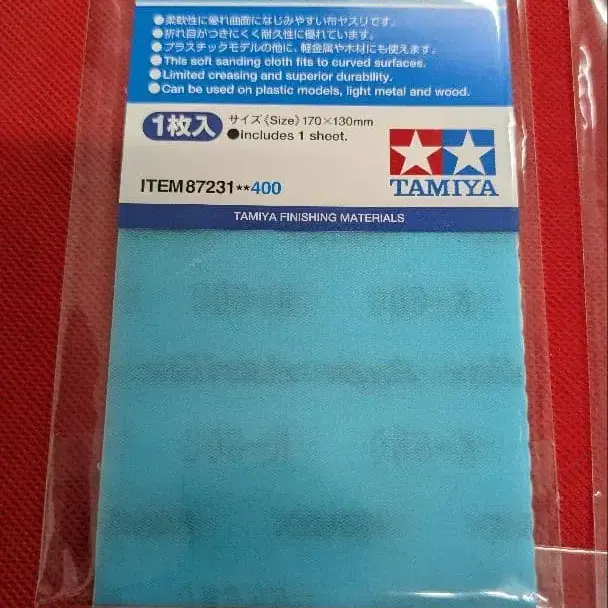 ●柔軟性に優れ曲面になじみやすい布ヤスリです。
●折れ目がつきにくく耐久性に優れています。
●プラスチックモデルの他に、軽金属や木材にも使えます。
●This soft sanding cloth fits to curved surfaces.
●Limited creasing and superior durability.
●Can be used on plastic models, light metal and wood.
1枚入 サイズ《Size》170×130mm
●Includes 1 sheet.
TAMIYA
ITEM87231**400
TAMIYA FINISHING MATERIALS